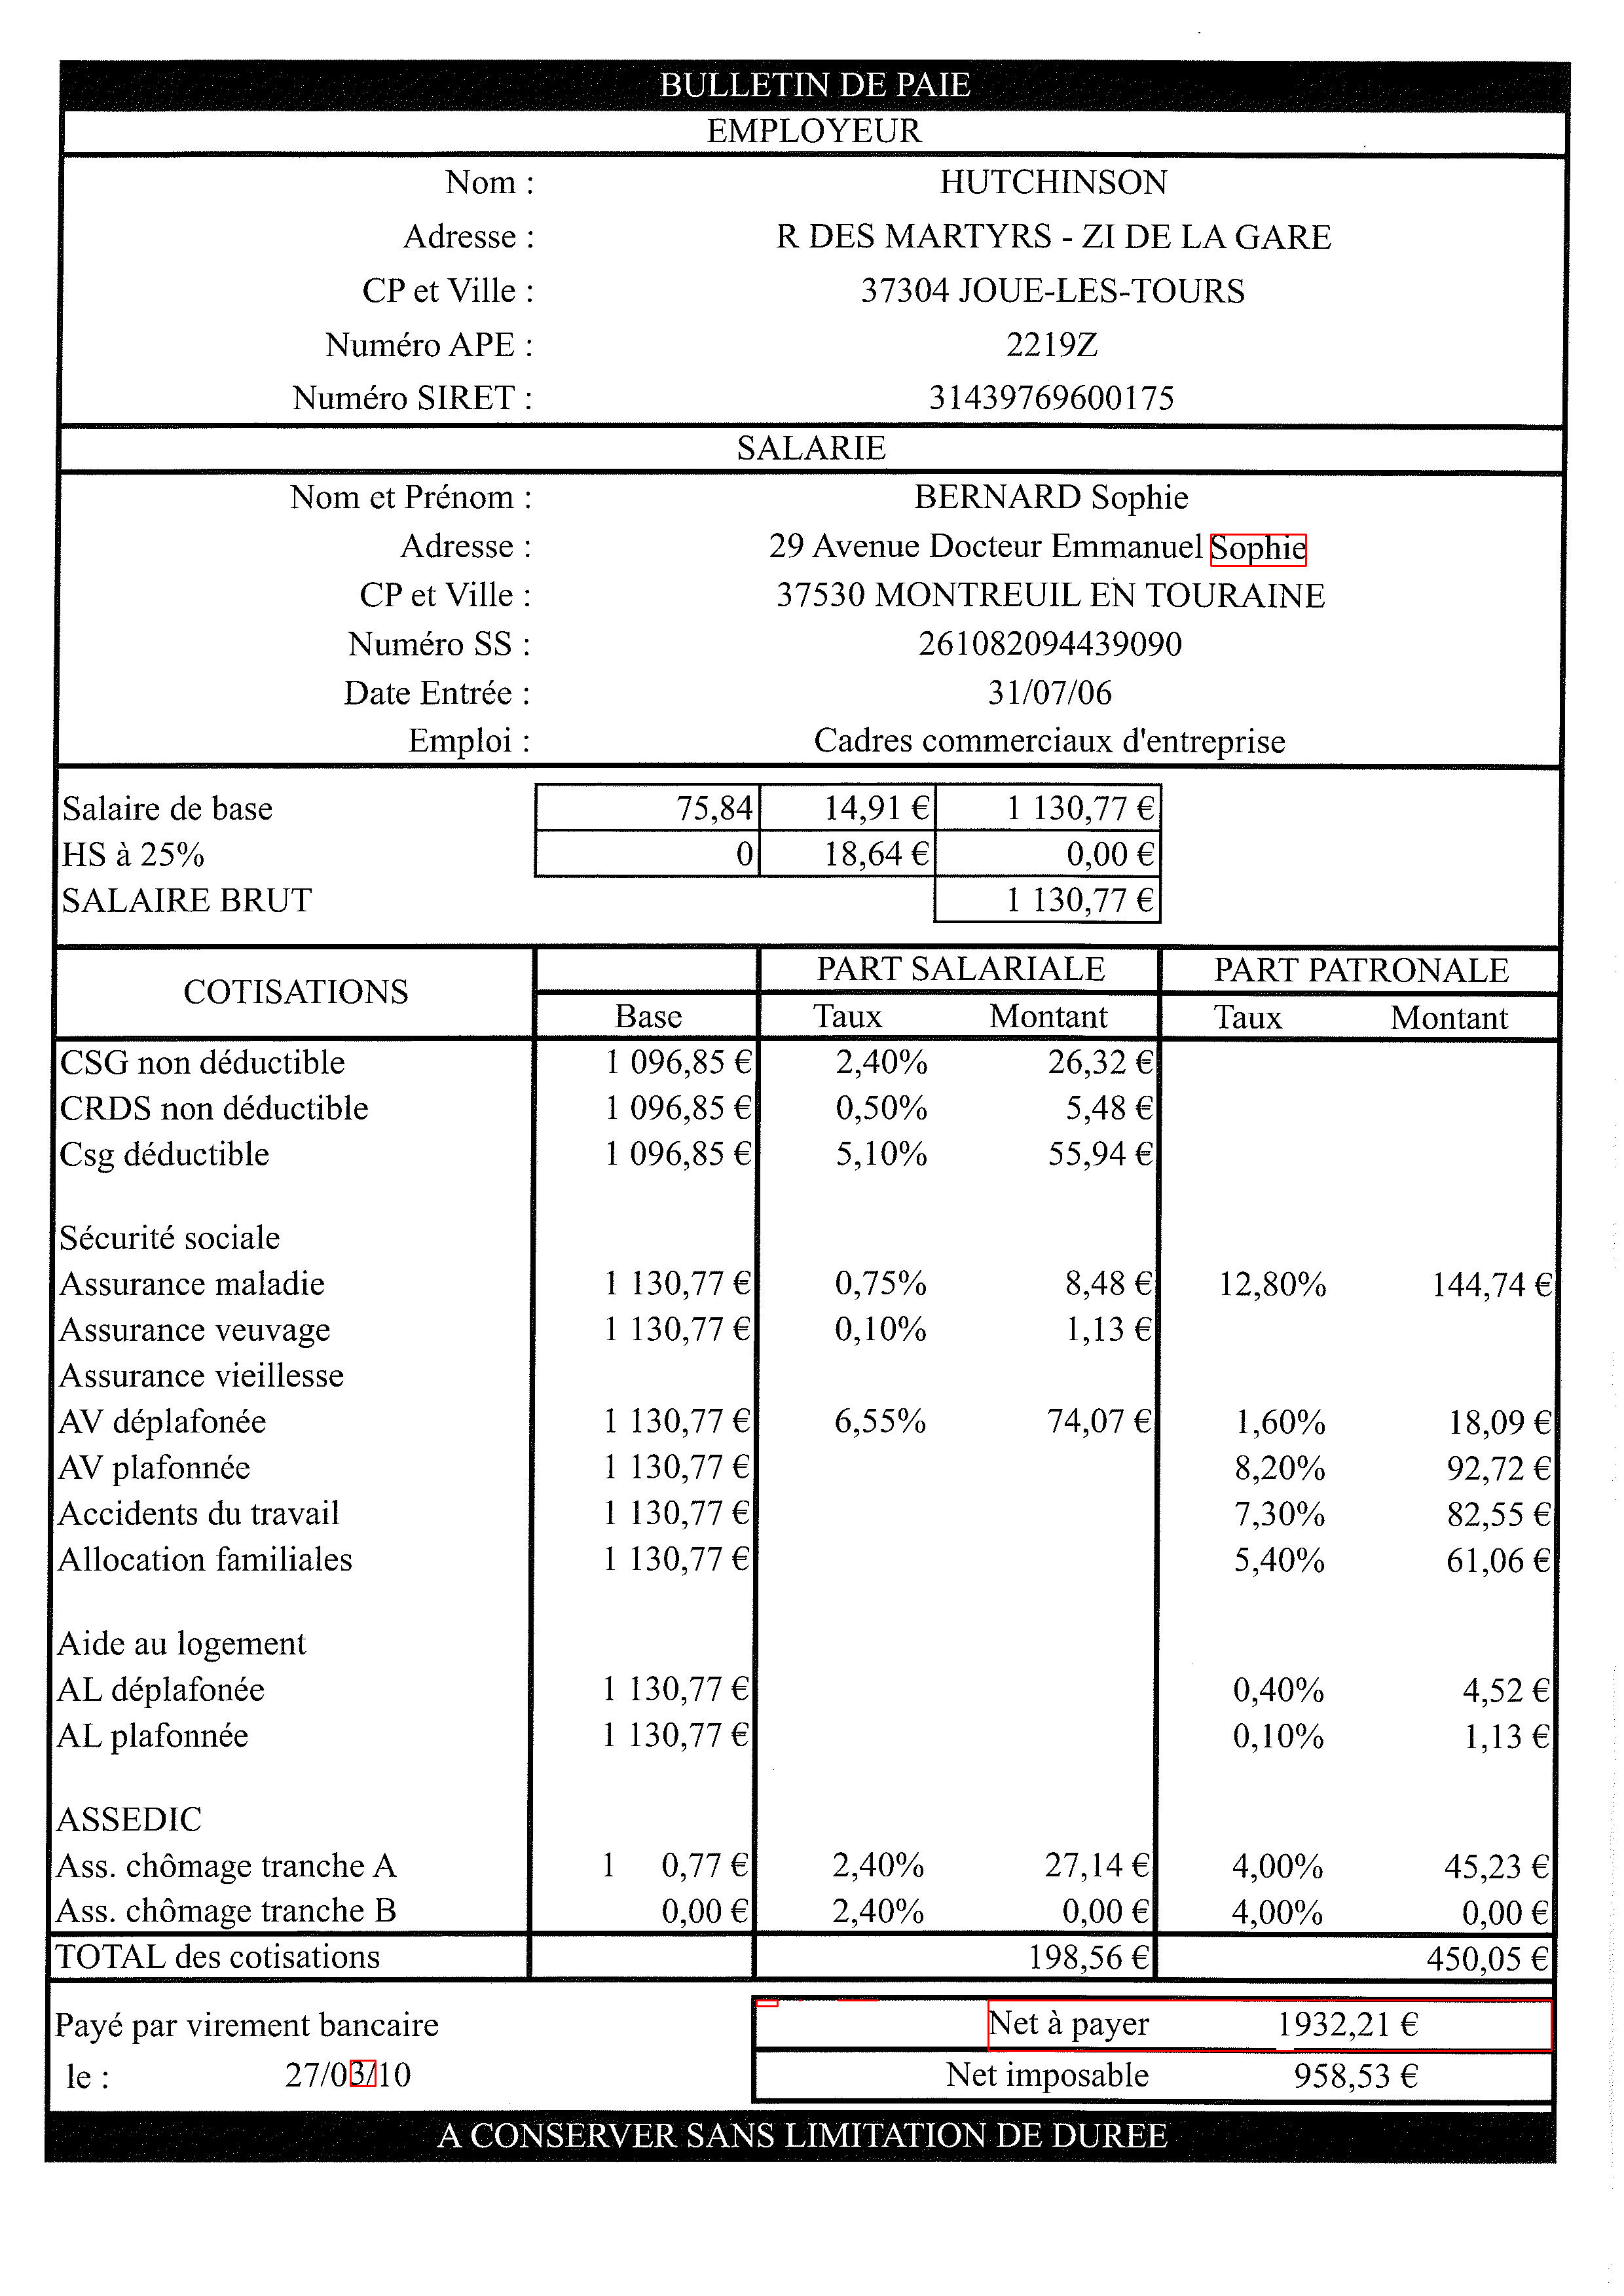 BULLETIN DE PAIE
EMPLOYEUR
Nom : HUTCHINSON
Adresse : R DES MARTYRS - ZI DE LA GARE
CP et Ville : 37304 JOUE-LES-TOURS
Numéro APE : 2219Z
Numéro SIRET : 31439769600175
SALARIE
Nom et Prénom : BERNARD Sophie
Adresse : 29 Avenue Docteur Emmanuel Sophie
CP et Ville : 37530 MONTREUIL EN TOURAINE
Numéro SS : 261082094439090
Date Entrée : 31/07/06
Emploi : Cadres commerciaux d'entreprise
Salaire de base 75,84 14,91 € 1 130,77 €
HS à 25% 0 18,64 € 0,00 €
SALAIRE BRUT 1 130,77 €
COTISATIONS PART SALARIALE PART PATRONALE
Base Taux Montant Taux Montant
CSG non déductible 1 096,85 € 2,40% 26,32 €
CRDS non déductible 1 096,85 € 0,50% 5,48 €
Csg déductible 1 096,85 € 5,10% 55,94 €
Sécurité sociale
Assurance maladie 1 130,77 € 0,75% 8,48 € 12,80% 144,74 €
Assurance veuvage 1 130,77 € 0,10% 1,13 €
Assurance vieillesse
AV déplafonée 1 130,77 € 6,55% 74,07 € 1,60% 18,09 €
AV plafonnée 1 130,77 € 8,20% 92,72 €
Accidents du travail 1 130,77 € 7,30% 82,55 €
Allocation familiales 1 130,77 € 5,40% 61,06 €
Aide au logement
AL déplafonée 1 130,77 € 0,40% 4,52 €
AL plafonnée 1 130,77 € 0,10% 1,13 €
ASSEDIC
Ass. chômage tranche A 1 0,77 € 2,40% 27,14 € 4,00% 45,23 €
Ass. chômage tranche B 0,00 € 2,40% 0,00 € 4,00% 0,00 €
TOTAL des cotisations 198,56 € 450,05 €
Payé par virement bancaire Net à payer 1932,21 €
le : 27/03/10 Net imposable 958,53 €
A CONSERVER SANS LIMITATION DE DUREE